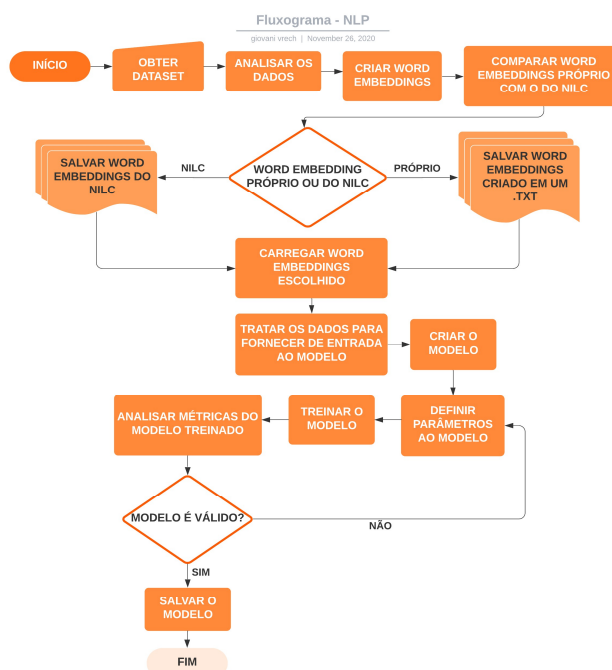 Fluxograma - NLP
giovani vrech | November 26, 2020
INÍCIO
OBTER
DATASET
ANALISAR OS
DADOS
CRIAR WORD
EMBEDDINGS
COMPARAR WORD
EMBEDDINGS PRÓPRIO
COM O DO NILC
SALVAR WORD
EMBEDDINGS DO
NILC
NILC
WORD EMBEDDING
PRÓPRIO OU DO NILC
PRÓPRIO
SALVAR WORD
EMBEDDINGS
CRIADO EM UM
.TXT
CARREGAR WORD
EMBEDDINGS
ESCOLHIDO
TRATAR OS DADOS PARA
FORNECER DE ENTRADA
AO MODELO
CRIAR O
MODELO
DEFINIR
PARÂMETROS
AO MODELO
TREINAR O
MODELO
ANALISAR MÉTRICAS DO
MODELO TREINADO
MODELO É VÁLIDO?
NÃO
SIM
SALVAR O
MODELO
FIM